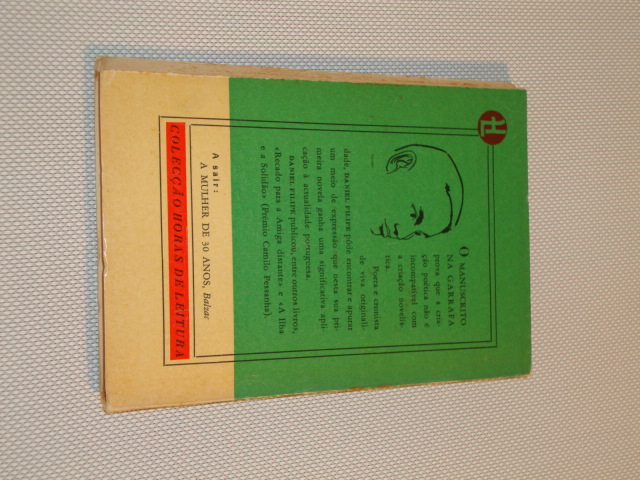 HL
O MANUSCRITO
NA GARRAFA
prova que a cria-
ção poética não é
incompatível com
a criação novelís-
tica.
Poeta e cronista
de viva originali-
dade, DANIEL FILIPE pôde encontrar e apurar
um meio de expressão que nesta sua pri-
meira novela ganha uma significativa apli-
cação à actualidade portuguesa.
DANIEL FILIPE publicou, entre outros livros,
«Recado para a Amiga distante» e «A Ilha
e a Solidão» (Prémio Camilo Pessanha).
A sair:
A MULHER DE 30 ANOS, Balzac
COLECÇÃO HORAS DE LEITURA